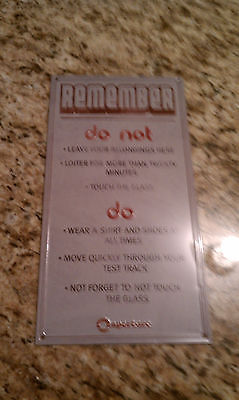 REMEMBER
do not
• LEAVE YOUR BELONGINGS HERE
• LOITER FOR MORE THAN
MINUTES
• TOUCH THE GLASS
do
• WEAR A SHIRT AND SHOES AT
ALL TIMES
• MOVE QUICKLY THROUGH YOUR
TEST TRACK
• NOT FORGET TO NOT TOUCH
THE GLASS